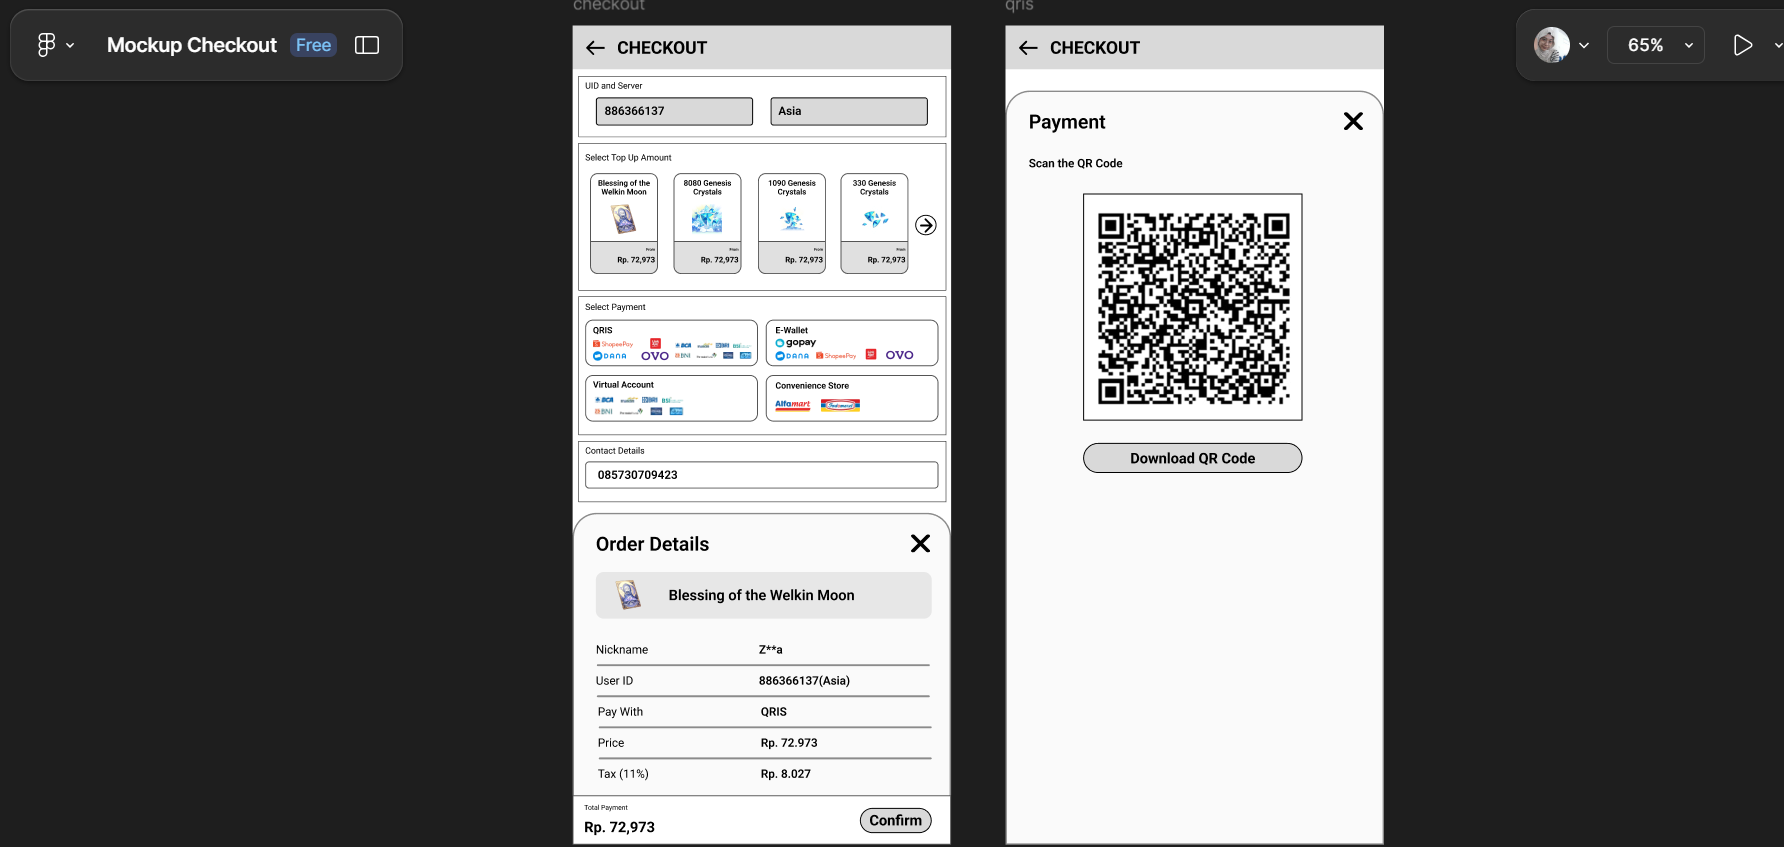 Mockup Checkout
Free
65%
checkout
CHECKOUT
UID and Server
886366137
Asia
Select Top Up Amount
Blessing of the
Welkin Moon
From
Rp. 72,973
8080 Genesis
Crystals
From
Rp. 72,973
1090 Genesis
Crystals
From
Rp. 72,973
330 Genesis
Crystals
From
Rp. 72,973
Select Payment
QRIS
ShopeePay
BCA
BSI
DANA
OVO
BNI
E-Wallet
gopay
DANA
ShopeePay
OVO
Virtual Account
BCA
BSI
BNI
Convenience Store
Alfamart
Indomaret
Contact Details
085730709423
Order Details
Blessing of the Welkin Moon
Nickname Z**a
User ID 886366137(Asia)
Pay With QRIS
Price Rp. 72.973
Tax (11%) Rp. 8.027
Total Payment
Rp. 72,973
Confirm
qris
CHECKOUT
Payment
Scan the QR Code
Download QR Code